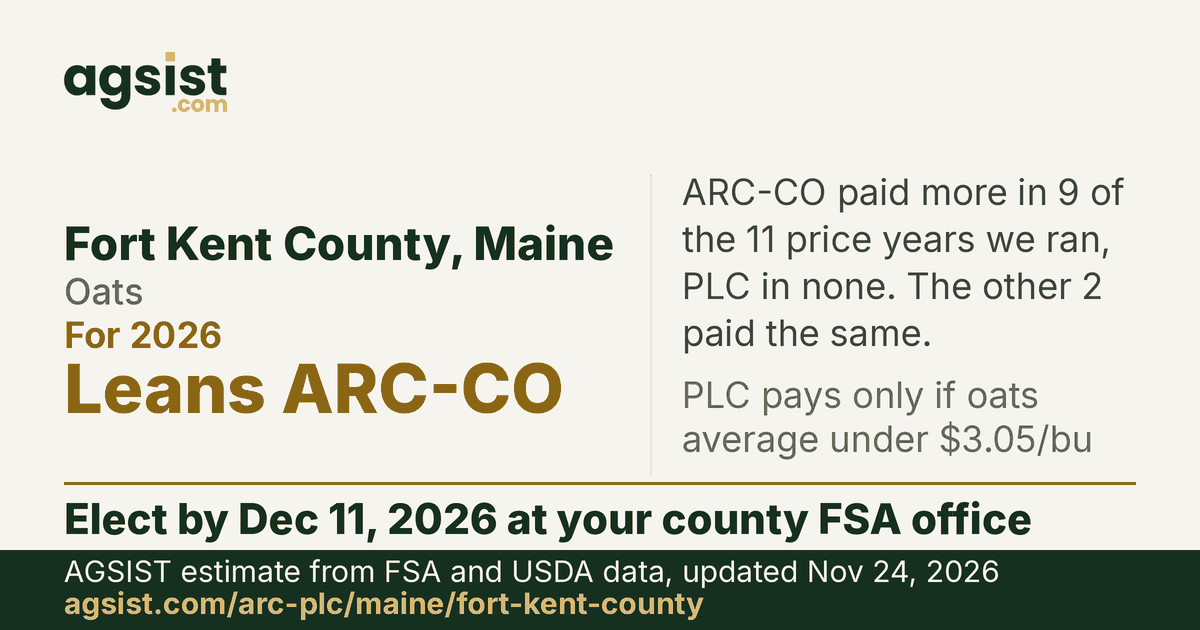 agsist
.com
Fort Kent County, Maine
Oats
For 2026
Leans ARC-CO
ARC-CO paid more in 9 of
the 11 price years we ran,
PLC in none. The other 2
paid the same.
PLC pays only if oats
average under $3.05/bu
Elect by Dec 11, 2026 at your county FSA office
AGSIST estimate from FSA and USDA data, updated Nov 24, 2026
agsist.com/arc-plc/maine/fort-kent-county